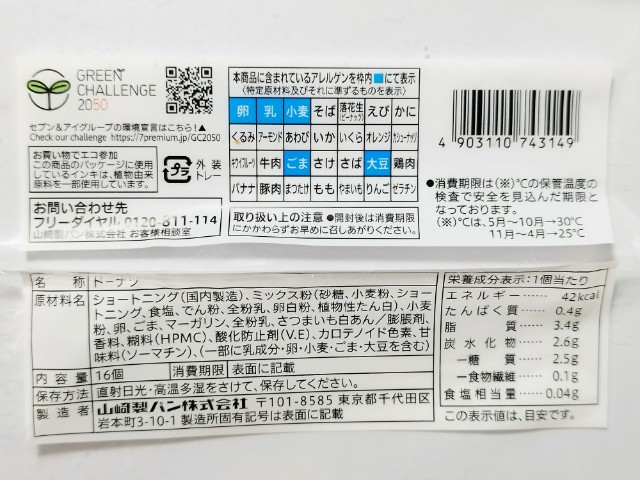 GREEN
CHALLENGE
2050
セブン&アイグループの環境宣言はこちら!▲
Check our challenge https://7premium.jp/GC2050
お買い物でエコ参加
この商品のパッケージに使用
しているインキは、植物由来
原料を一部使用しています。
プラ
外装
トレー
お問い合わせ先
フリーダイヤル 0120-811-114
山崎製パン株式会社 お客様相談室
本商品に含まれているアレルゲンを枠内■にて表示
(特定原材料及びそれに準ずるものを表示)
卵 乳 小麦 そば 落花生(ピーナッツ) えび かに
くるみ アーモンド あわび いか いくら オレンジ カシューナッツ
キウイフルーツ 牛肉 ごま さけ さば 大豆 鶏肉
バナナ 豚肉 まつたけ もも やまいも りんご ゼラチン
取り扱い上の注意 ●開封後は消費期限
にかかわらずお早めに召しあがりください。
4 903110 743149
●消費期限は(※)℃の保管温度の
検査で安全を見込んだ期限と
なっております。
(※)℃は、5月~10月→30℃
11月~4月→25℃
名称 ドーナツ
原材料名 ショートニング(国内製造)、ミックス粉(砂糖、小麦粉、ショー
トニング、食塩、でん粉、全粉乳、卵白粉、植物性たん白)、小麦
粉、卵、ごま、マーガリン、全粉乳、さつまいも白あん/膨脹剤、
香料、糊料(HPMC)、酸化防止剤(V.E)、カロテノイド色素、甘
味料(ソーマチン)、(一部に乳成分・卵・小麦・ごま・大豆を含む)
内容量 16個 消費期限 表面に記載
保存方法 直射日光・高温多湿をさけて、保存してください。
製造者 山崎製パン株式会社 〒101-8585 東京都千代田区
岩本町3-10-1 製造所固有記号は表面に記載
栄養成分表示:1個当たり
エネルギー…… 42kcal
たんぱく質…… 0.4g
脂質…… 3.4g
炭水化物…… 2.6g
-糖質…… 2.5g
-食物繊維…… 0.1g
食塩相当量…… 0.04g
この表示値は、目安です。